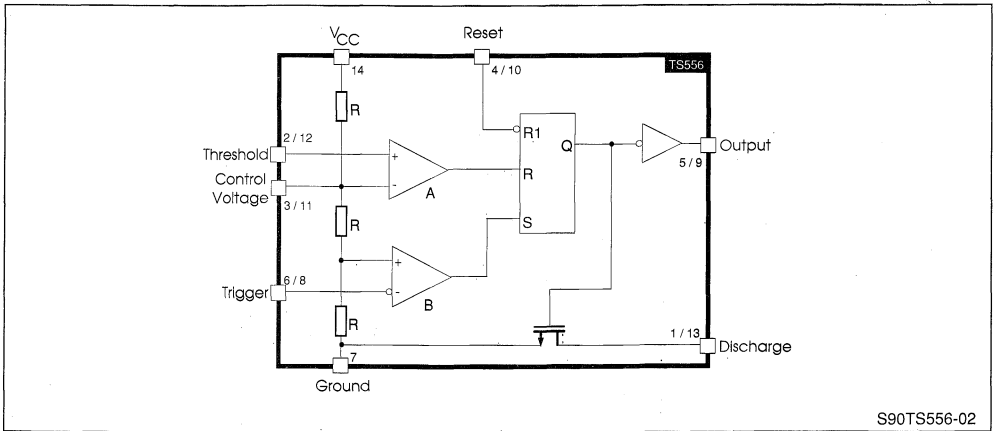 VCC
Reset
14
4 / 10
TS556
R
2 / 12
R1
Threshold
+
Q
Output
5 / 9
Control
Voltage
-
A
R
3 / 11
R
S
+
6 / 8
Trigger
-
B
R
1 / 13
Discharge
7
Ground
S90TS556-02